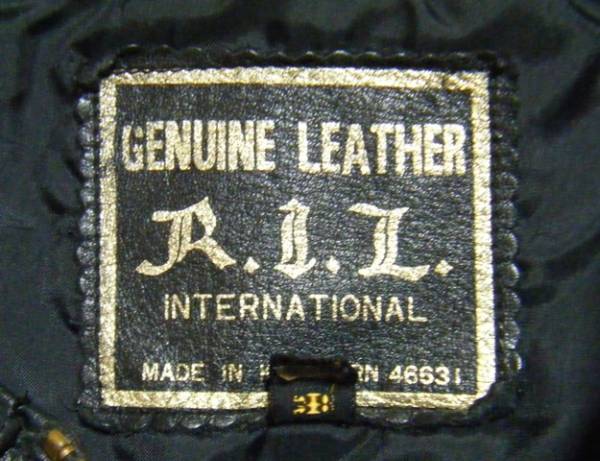 GENUINE LEATHER
R.I.L.
INTERNATIONAL
MADE IN RN 46631